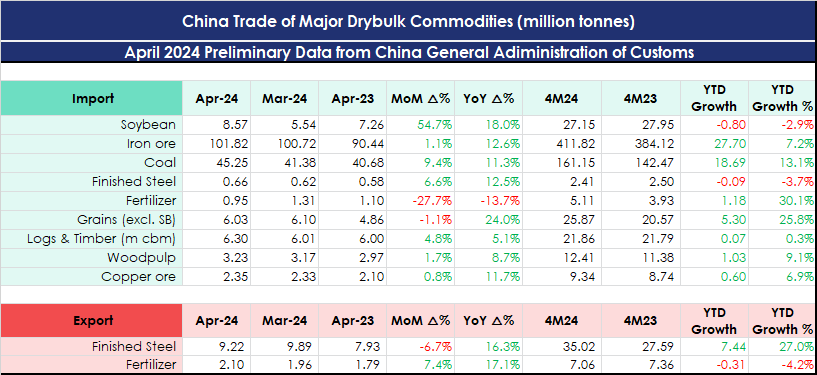 China Trade of Major Drybulk Commodities (million tonnes)
April 2024 Preliminary Data from China General Adiministration of Customs
Import Apr-24 Mar-24 Apr-23 MoM △% YoY △% 4M24 4M23 YTD Growth YTD Growth %
Soybean 8.57 5.54 7.26 54.7% 18.0% 27.15 27.95 -0.80 -2.9%
Iron ore 101.82 100.72 90.44 1.1% 12.6% 411.82 384.12 27.70 7.2%
Coal 45.25 41.38 40.68 9.4% 11.3% 161.15 142.47 18.69 13.1%
Finished Steel 0.66 0.62 0.58 6.6% 12.5% 2.41 2.50 -0.09 -3.7%
Fertilizer 0.95 1.31 1.10 -27.7% -13.7% 5.11 3.93 1.18 30.1%
Grains (excl. SB) 6.03 6.10 4.86 -1.1% 24.0% 25.87 20.57 5.30 25.8%
Logs & Timber (m cbm) 6.30 6.01 6.00 4.8% 5.1% 21.86 21.79 0.07 0.3%
Woodpulp 3.23 3.17 2.97 1.7% 8.7% 12.41 11.38 1.03 9.1%
Copper ore 2.35 2.33 2.10 0.8% 11.7% 9.34 8.74 0.60 6.9%
Export Apr-24 Mar-24 Apr-23 MoM △% YoY △% 4M24 4M23 YTD Growth YTD Growth %
Finished Steel 9.22 9.89 7.93 -6.7% 16.3% 35.02 27.59 7.44 27.0%
Fertilizer 2.10 1.96 1.79 7.4% 17.1% 7.06 7.36 -0.31 -4.2%